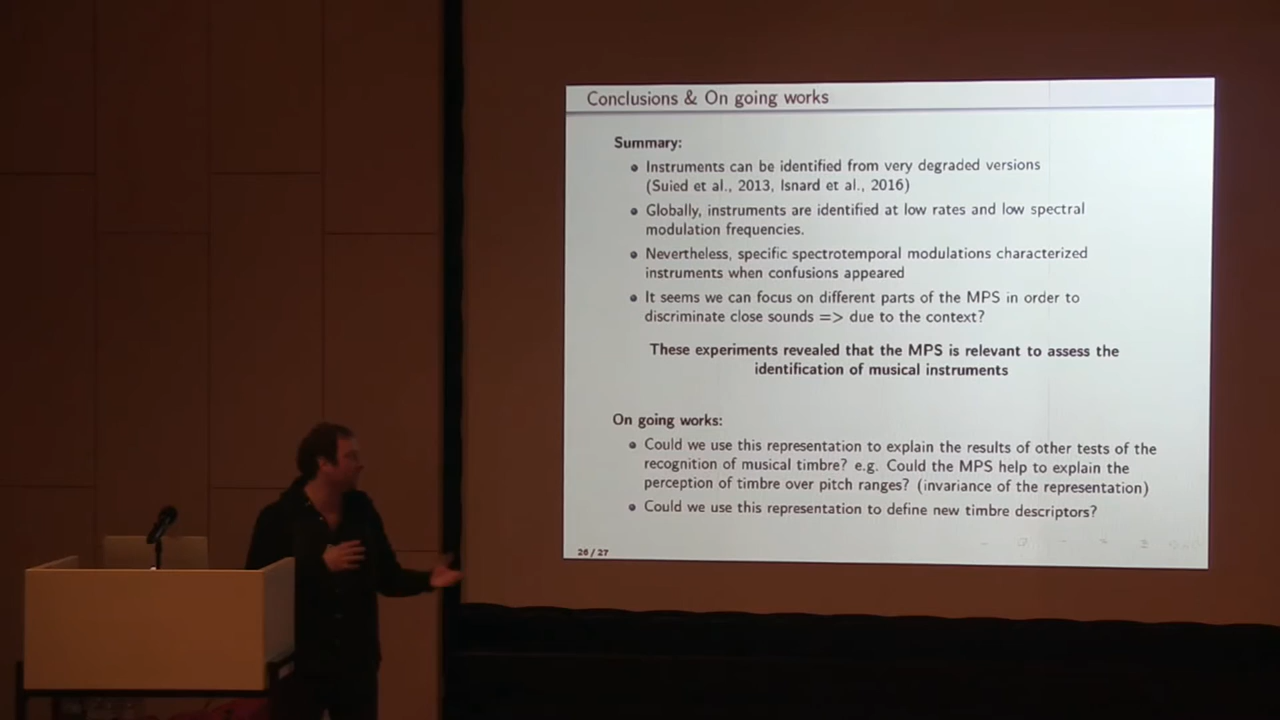 Conclusions & On going works
Summary:
Instruments can be identified from very degraded versions
(Suied et al., 2013, Isnard et al., 2016)
Globally, instruments are identified at low rates and low spectral
modulation frequencies.
Nevertheless, specific spectrotemporal modulations characterized
instruments when confusions appeared
It seems we can focus on different parts of the MPS in order to
discriminate close sounds => due to the context?
These experiments revealed that the MPS is relevant to assess the
identification of musical instruments
On going works:
Could we use this representation to explain the results of other tests of the
recognition of musical timbre? e.g. Could the MPS help to explain the
perception of timbre over pitch ranges? (invariance of the representation)
Could we use this representation to define new timbre descriptors?
26 / 27